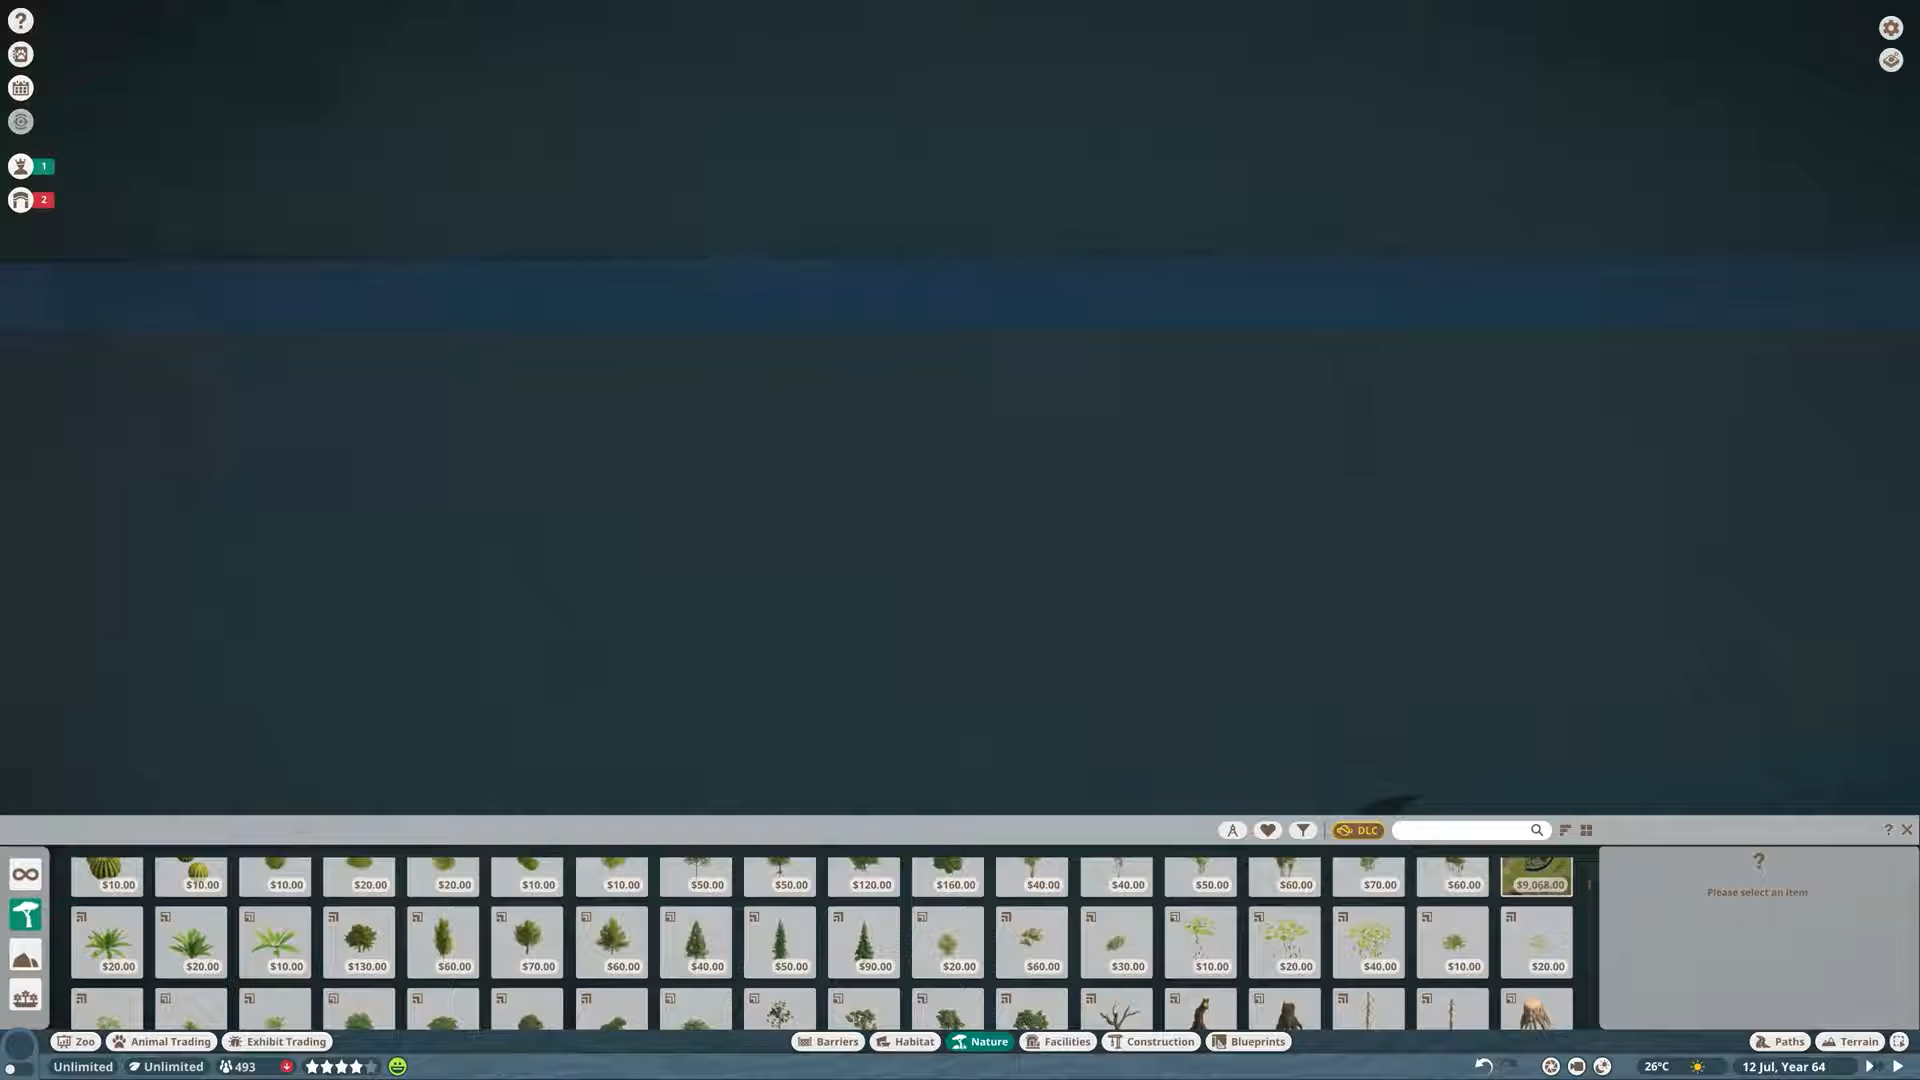 ?
1
2
DLC
? ×
$10.00 $10.00 $10.00 $20.00 $20.00 $10.00 $10.00 $50.00 $50.00 $120.00 $160.00 $40.00 $40.00 $50.00 $60.00 $70.00 $60.00 $9,068.00
?
Please select an item
$20.00 $20.00 $10.00 $130.00 $60.00 $70.00 $60.00 $40.00 $50.00 $90.00 $20.00 $60.00 $30.00 $10.00 $20.00 $40.00 $10.00 $20.00
Zoo Animal Trading Exhibit Trading Barriers Habitat Nature Facilities Construction Blueprints Paths Terrain
Unlimited Unlimited 493 26°C 12 Jul, Year 64